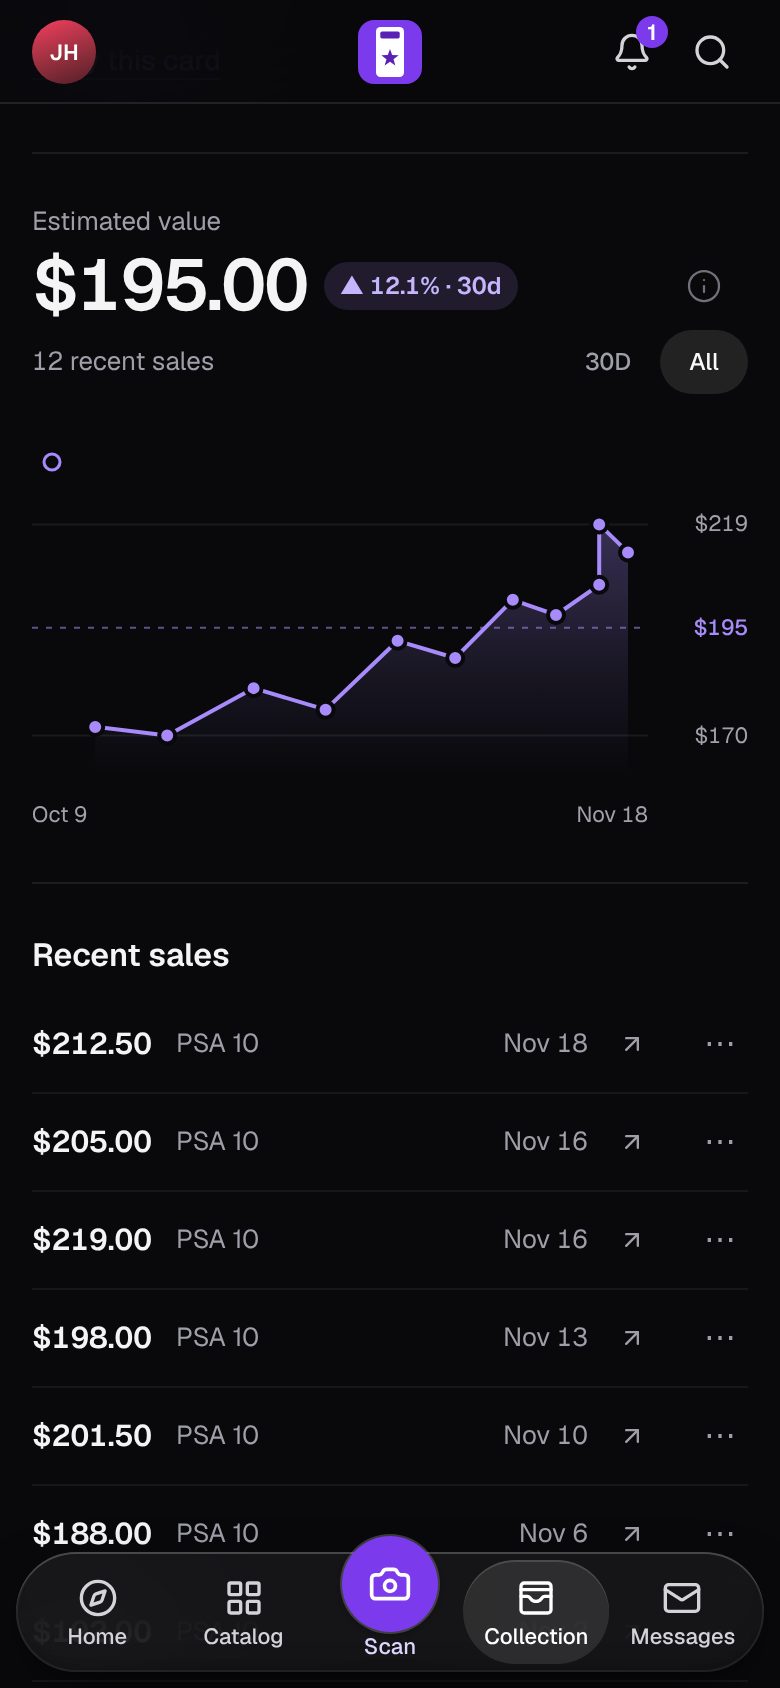 JH
this card
1
Estimated value
$195.00
▲ 12.1% · 30d
12 recent sales
30D
All
$219
$195
$170
Oct 9
Nov 18
Recent sales
$212.50 PSA 10 Nov 18
$205.00 PSA 10 Nov 16
$219.00 PSA 10 Nov 16
$198.00 PSA 10 Nov 13
$201.50 PSA 10 Nov 10
$188.00 PSA 10 Nov 6
Home
Catalog
Scan
Collection
Messages